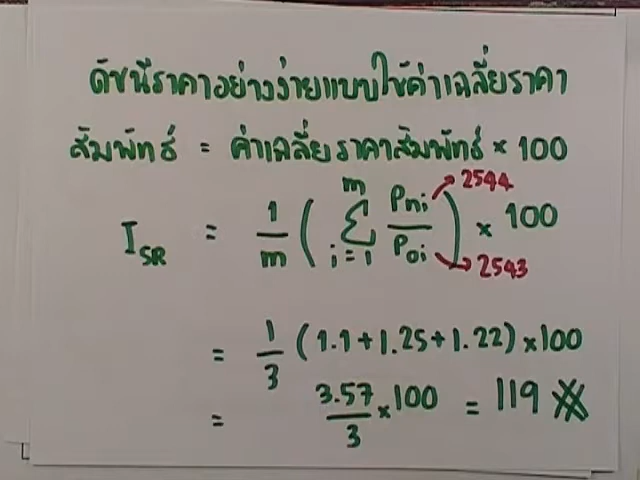 ดัชนีราคาอย่างง่ายแบบใช้ค่าเฉลี่ยราคา
สัมพัทธ์ = ค่าเฉลี่ยราคาสัมพัทธ์ × 100
I_SR = 1/m ( m Σ i=1 Pni/Poi ) × 100
2544
2543
= 1/3 (1.1+1.25+1.22)×100
= 3.57/3 × 100 = 119 ※